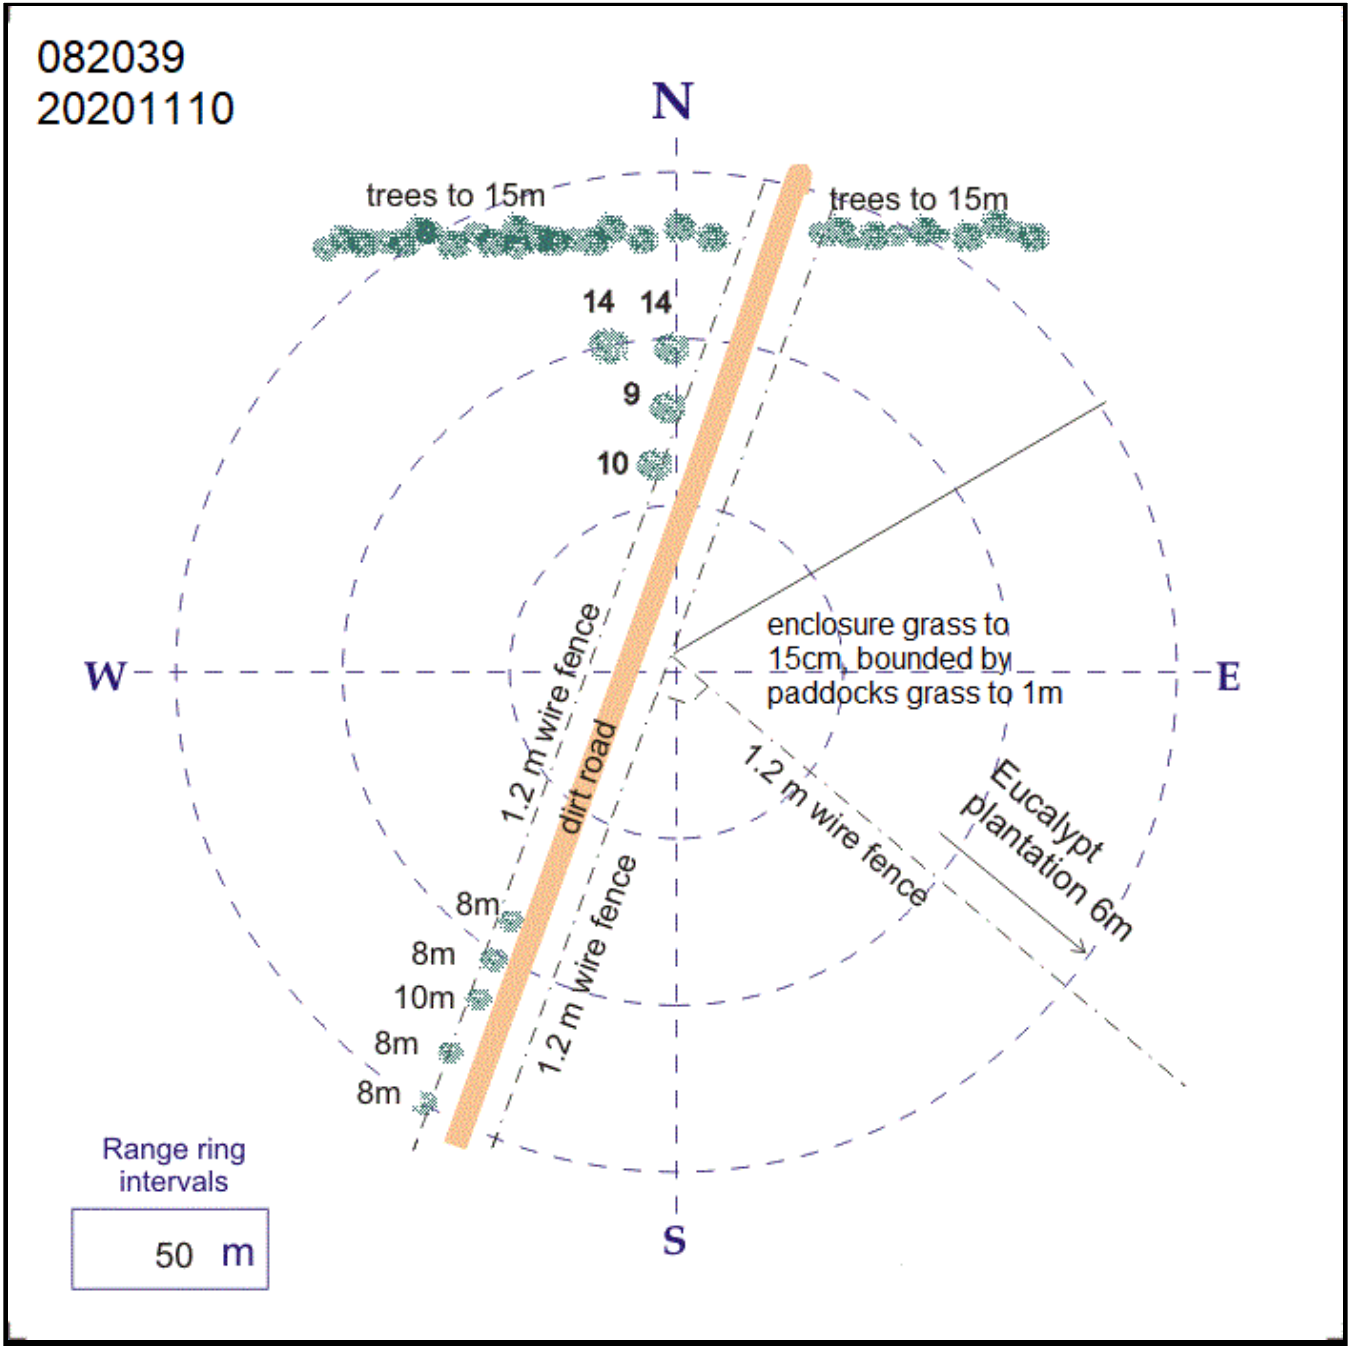 082039
20201110
N
trees to 15m
trees to 15m
14
14
9
10
W
E
enclosure grass to
15cm, bounded by
paddocks grass to 1m
1.2 m wire fence
dirt road
1.2 m wire fence
1.2 m wire fence
Eucalypt
plantation 6m
8m
8m
10m
8m
8m
Range ring
intervals
50 m
S